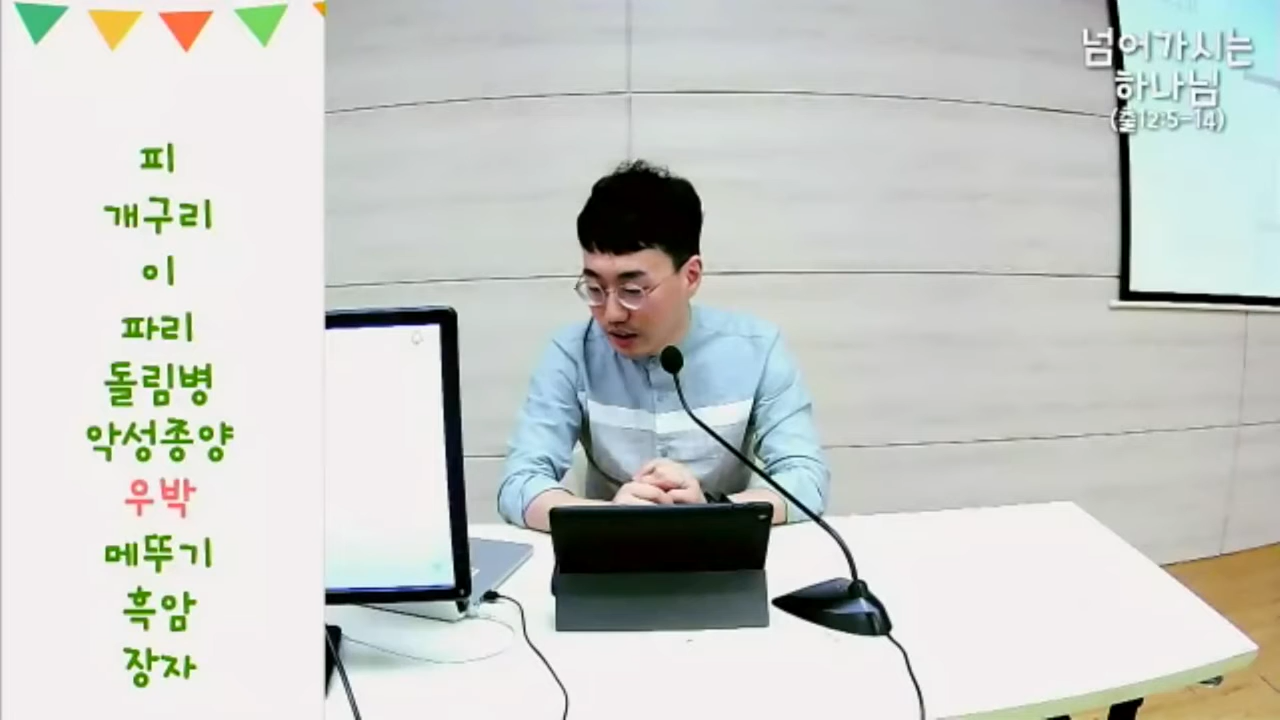 피
개구리
이
파리
돌림병
악성종양
우박
메뚜기
흑암
장자
넘어가시는
하나님
(출12:5-14)